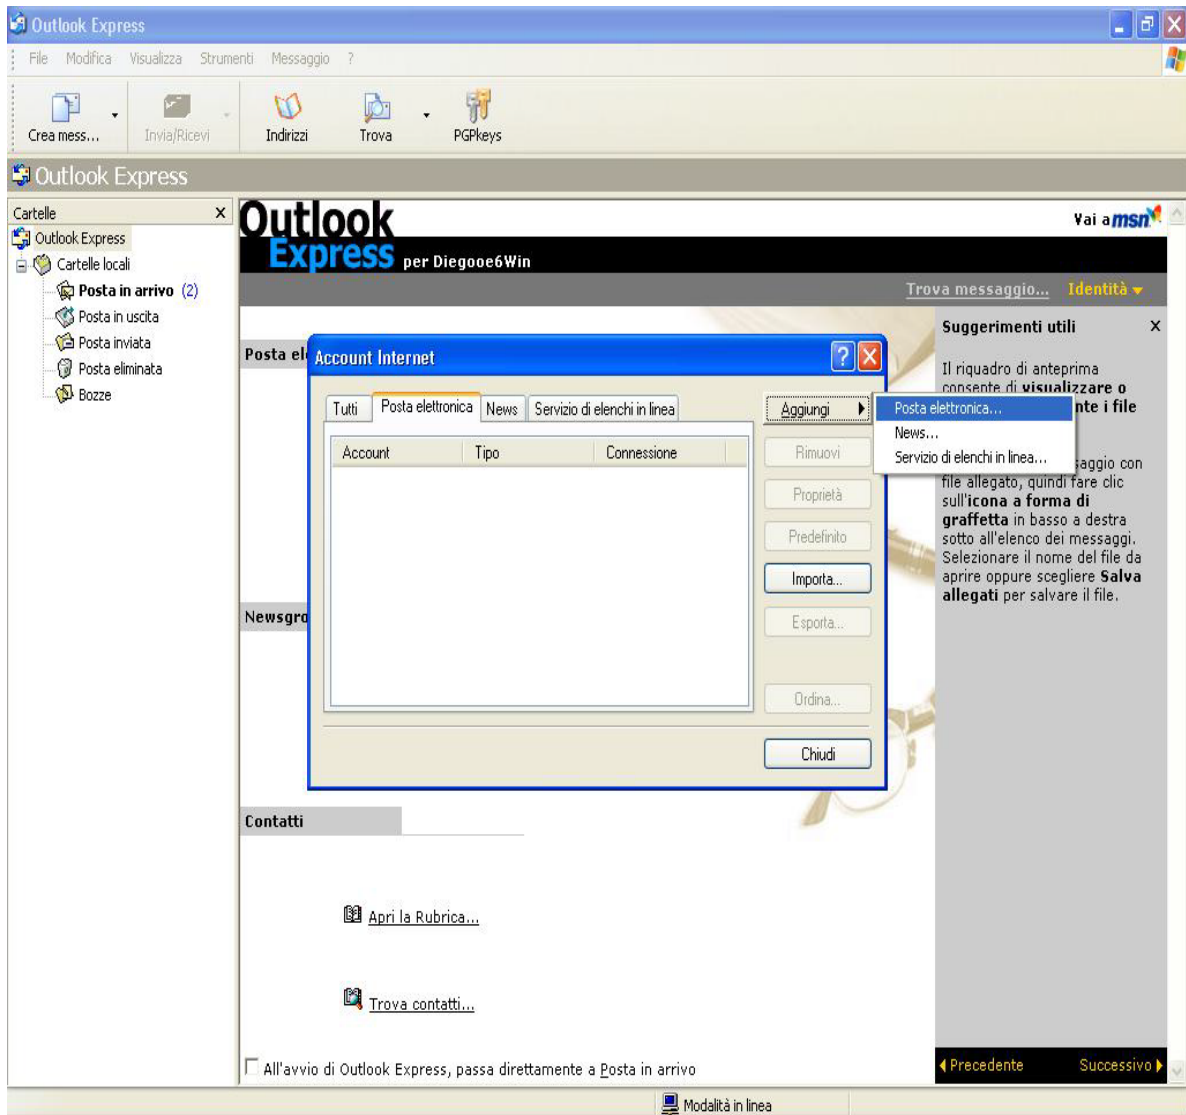 Outlook Express
File Modifica Visualizza Strumenti Messaggio ?
Crea mess... Invia/Ricevi Indirizzi Trova PGPkeys
Outlook Express
Cartelle x
Outlook Express
Cartelle locali
Posta in arrivo (2)
Posta in uscita
Posta inviata
Posta eliminata
Bozze
Outlook
Express per Diegooe6Win
Vai a msn
Trova messaggio... Identità
Posta el
Account Internet
Tutti Posta elettronica News Servizio di elenchi in linea
Account Tipo Connessione
Aggiungi
Rimuovi
Proprietà
Predefinito
Importa...
Esporta...
Ordina...
Chiudi
Posta elettronica...
News...
Servizio di elenchi in linea...
Newsgro
Contatti
Apri la Rubrica...
Trova contatti...
All'avvio di Outlook Express, passa direttamente a Posta in arrivo
Suggerimenti utili x
Il riquadro di anteprima
consente di visualizzare o
nte i file
saggio con
file allegato, quindi fare clic
sull'icona a forma di
graffetta in basso a destra
sotto all'elenco dei messaggi.
Selezionare il nome del file da
aprire oppure scegliere Salva
allegati per salvare il file.
Precedente Successivo
Modalità in linea